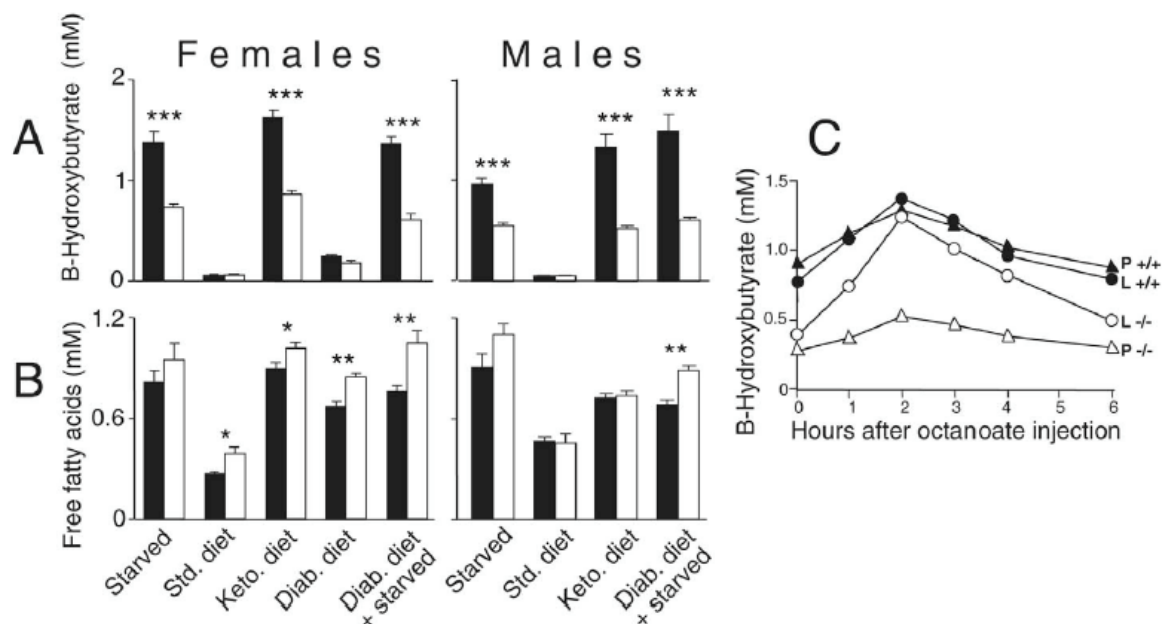 Females
Males
A
B-Hydroxybutyrate (mM)
2
1
0
***
***
***
***
***
***
B
Free fatty acids (mM)
1.2
0.6
0
*
*
**
**
**
Starved
Std. diet
Keto. diet
Diab. diet
Diab. diet
+ starved
Starved
Std. diet
Keto. diet
Diab. diet
+ starved
C
B-Hydroxybutyrate (mM)
1.5
1.0
0.5
0
P +/+
L +/+
L -/-
P -/-
0 1 2 3 4 5 6
Hours after octanoate injection